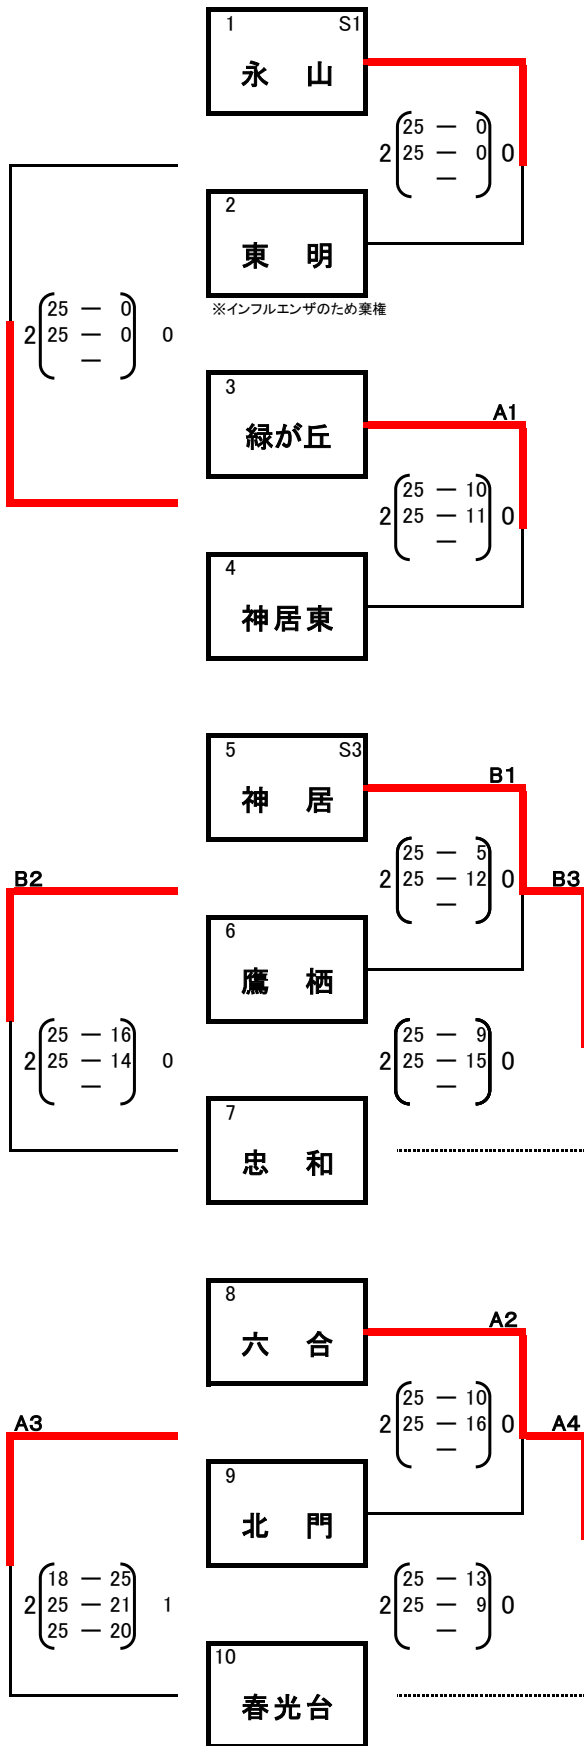 1 S1
永 山
2 25 — 0 0
25 — 0
—
2
東 明
※インフルエンザのため棄権
2 25 — 0 0
25 — 0
—
3
緑が丘
A1
2 25 — 10 0
25 — 11
—
4
神居東
5 S3
神 居
B1
2 25 — 5 0
25 — 12
—
B2
B3
6
鷹 栖
2 25 — 16 0
25 — 14
—
2 25 — 9 0
25 — 15
—
7
忠 和
8
六 合
A2
2 25 — 10 0
25 — 16
—
A3
A4
9
北 門
2 18 — 25 1
25 — 21
25 — 20
2 25 — 13 0
25 — 9
—
10
春光台